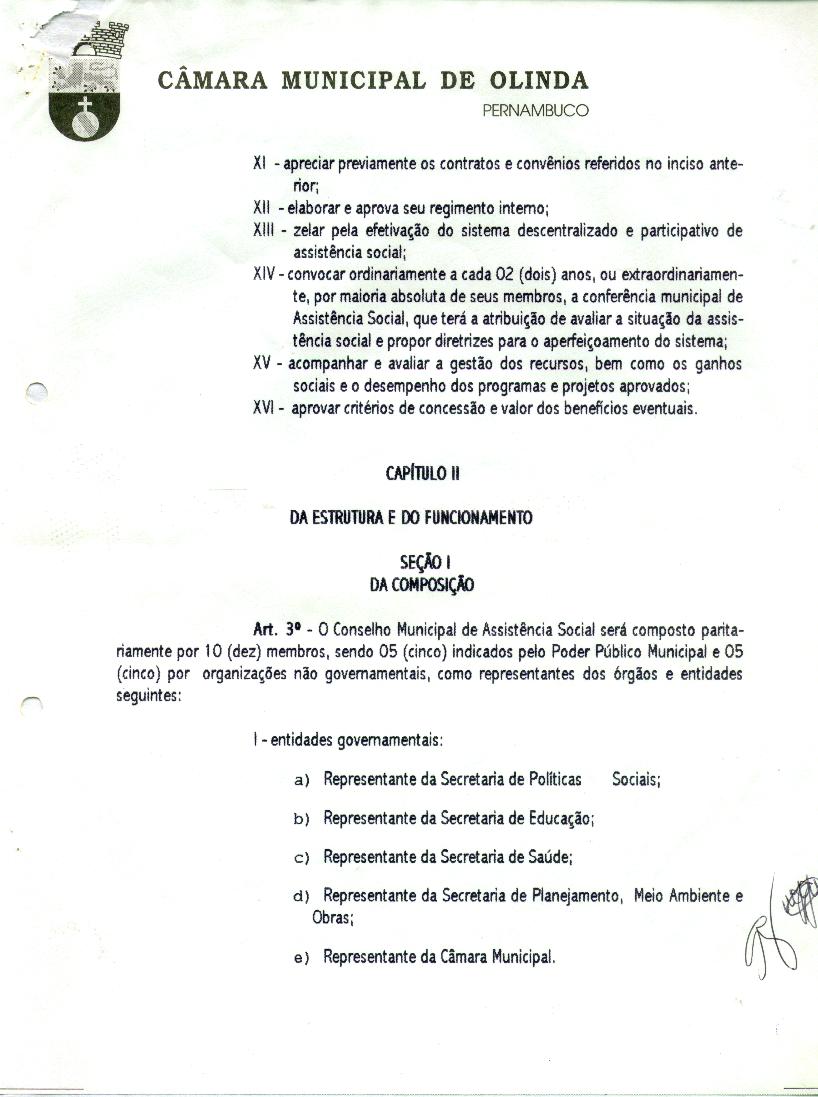 CÂMARA MUNICIPAL DE OLINDA
PERNAMBUCO
XI - apreciar previamente os contratos e convênios referidos no inciso ante-
rior;
XII - elaborar e aprova seu regimento interno;
XIII - zelar pela efetivação do sistema descentralizado e participativo de
assistência social;
XIV - convocar ordinariamente a cada 02 (dois) anos, ou extraordinariamen-
te, por maioria absoluta de seus membros, a conferência municipal de
Assistência Social, que terá a atribuição de avaliar a situação da assis-
tência social e propor diretrizes para o aperfeiçoamento do sistema;
XV - acompanhar e avaliar a gestão dos recursos, bem como os ganhos
sociais e o desempenho dos programas e projetos aprovados;
XVI - aprovar critérios de concessão e valor dos benefícios eventuais.
CAPÍTULO II
DA ESTRUTURA E DO FUNCIONAMENTO
SEÇÃO I
DA COMPOSIÇÃO
Art. 3º - O Conselho Municipal de Assistência Social será composto parita-
riamente por 10 (dez) membros, sendo 05 (cinco) indicados pelo Poder Público Municipal e 05
(cinco) por organizações não governamentais, como representantes dos órgãos e entidades
seguintes:
I - entidades governamentais:
a) Representante da Secretaria de Políticas Sociais;
b) Representante da Secretaria de Educação;
c) Representante da Secretaria de Saúde;
d) Representante da Secretaria de Planejamento, Meio Ambiente e
Obras;
e) Representante da Câmara Municipal.